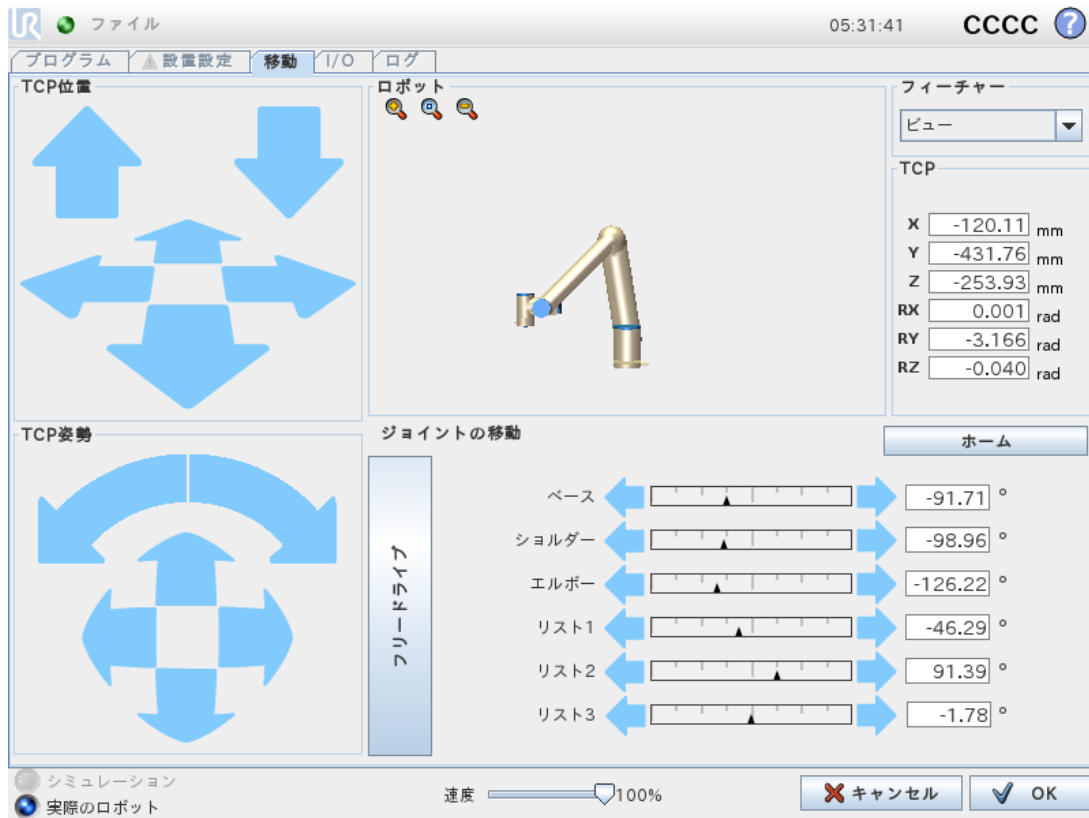 UR ファイル 05:31:41 CCCC ?
プログラム 設置設定 移動 I/O ログ
TCP位置
ロボット
フィーチャー
ビュー
TCP
X -120.11 mm
Y -431.76 mm
Z -253.93 mm
RX 0.001 rad
RY -3.166 rad
RZ -0.040 rad
TCP姿勢
ジョイントの移動
ホーム
フリードライブ
ベース -91.71 °
ショルダー -98.96 °
エルボー -126.22 °
リスト1 -46.29 °
リスト2 91.39 °
リスト3 -1.78 °
シミュレーション
実際のロボット
速度 100%
キャンセル
OK